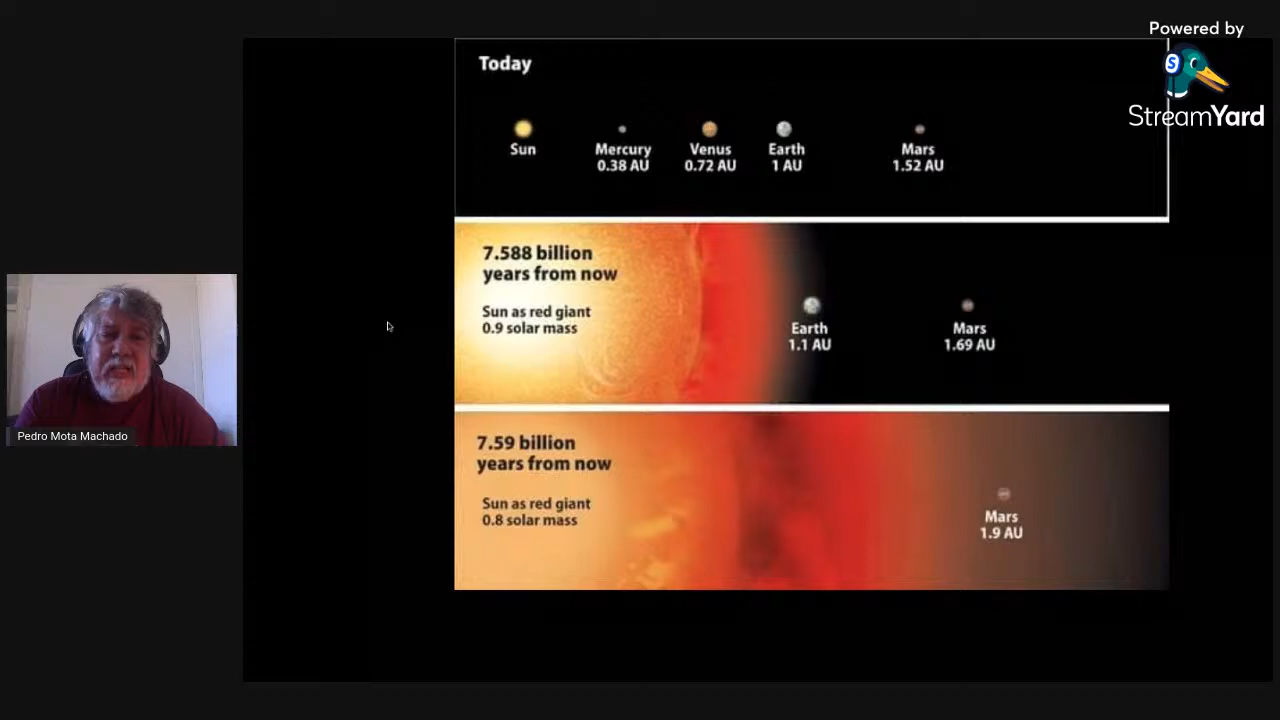 Powered by
S
StreamYard
Today
Sun
Mercury
0.38 AU
Venus
0.72 AU
Earth
1 AU
Mars
1.52 AU
7.588 billion
years from now
Sun as red giant
0.9 solar mass
Earth
1.1 AU
Mars
1.69 AU
Pedro Mota Machado
7.59 billion
years from now
Sun as red giant
0.8 solar mass
Mars
1.9 AU